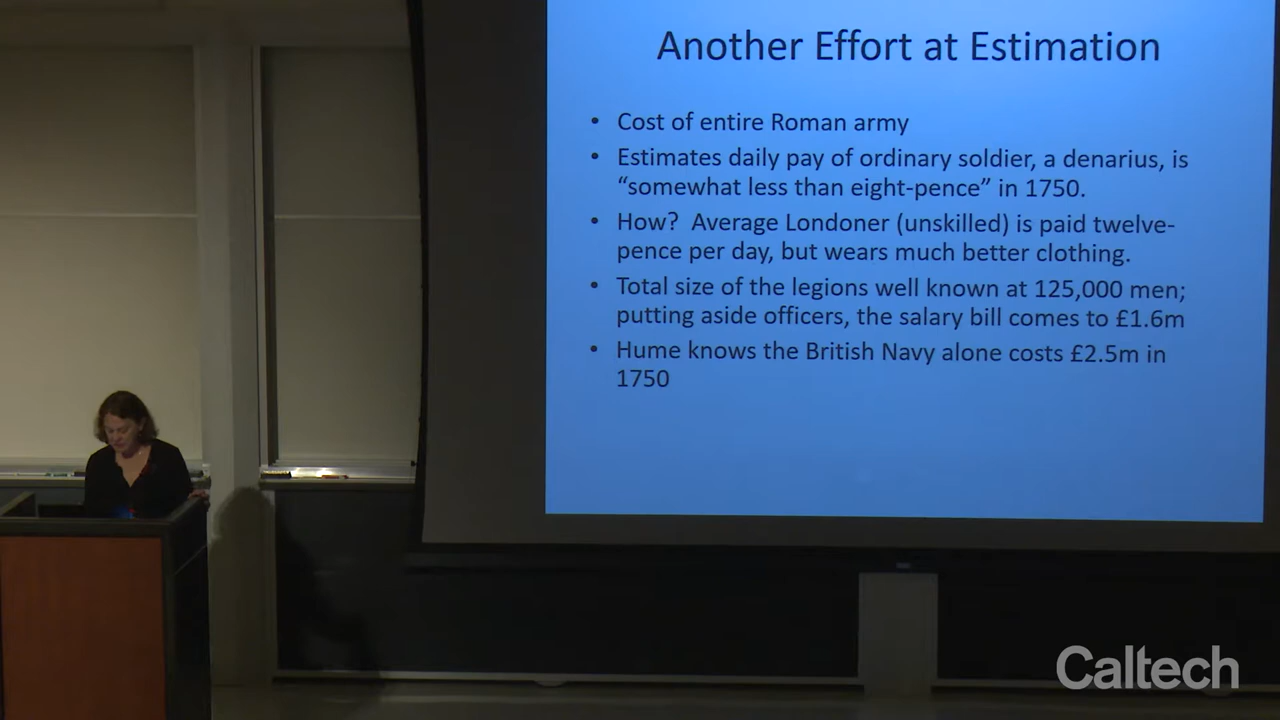 Another Effort at Estimation
• Cost of entire Roman army
• Estimates daily pay of ordinary soldier, a denarius, is
“somewhat less than eight-pence” in 1750.
• How? Average Londoner (unskilled) is paid twelve-
pence per day, but wears much better clothing.
• Total size of the legions well known at 125,000 men;
putting aside officers, the salary bill comes to £1.6m
• Hume knows the British Navy alone costs £2.5m in
1750
Caltech